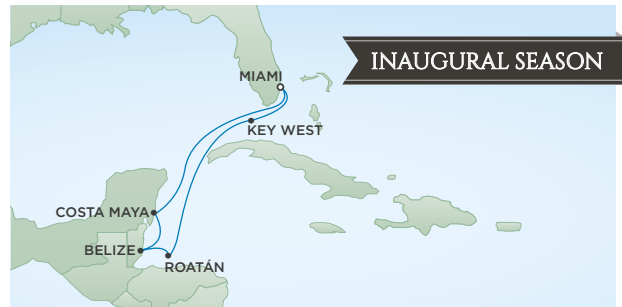 INAUGURAL SEASON
MIAMI
KEY WEST
COSTA MAYA
BELIZE
ROATÁN